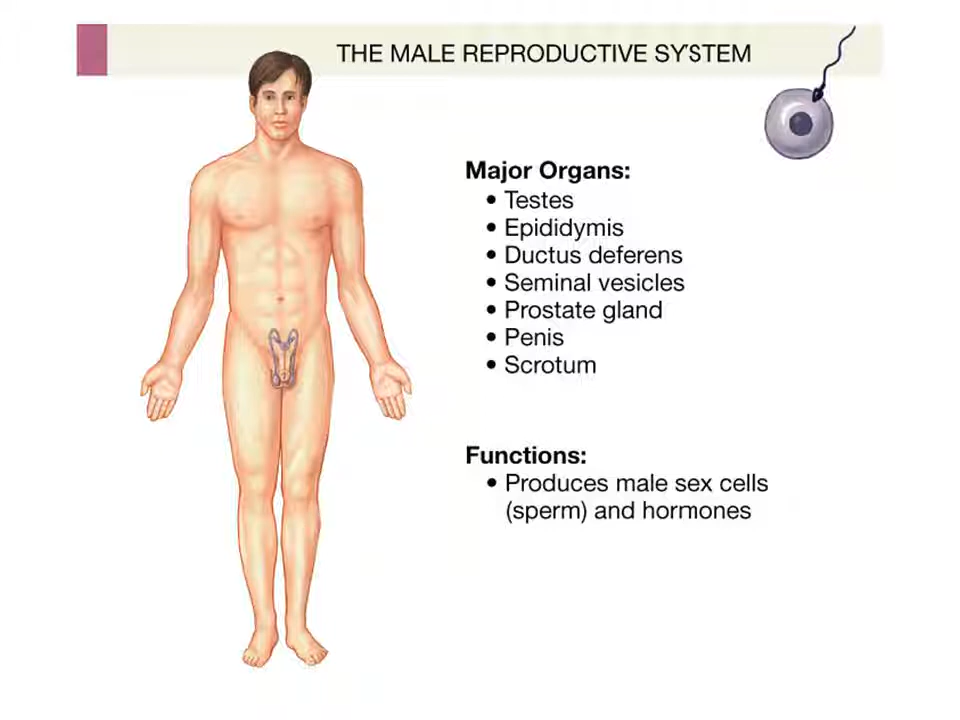 THE MALE REPRODUCTIVE SYSTEM
Major Organs:
• Testes
• Epididymis
• Ductus deferens
• Seminal vesicles
• Prostate gland
• Penis
• Scrotum
Functions:
• Produces male sex cells
(sperm) and hormones